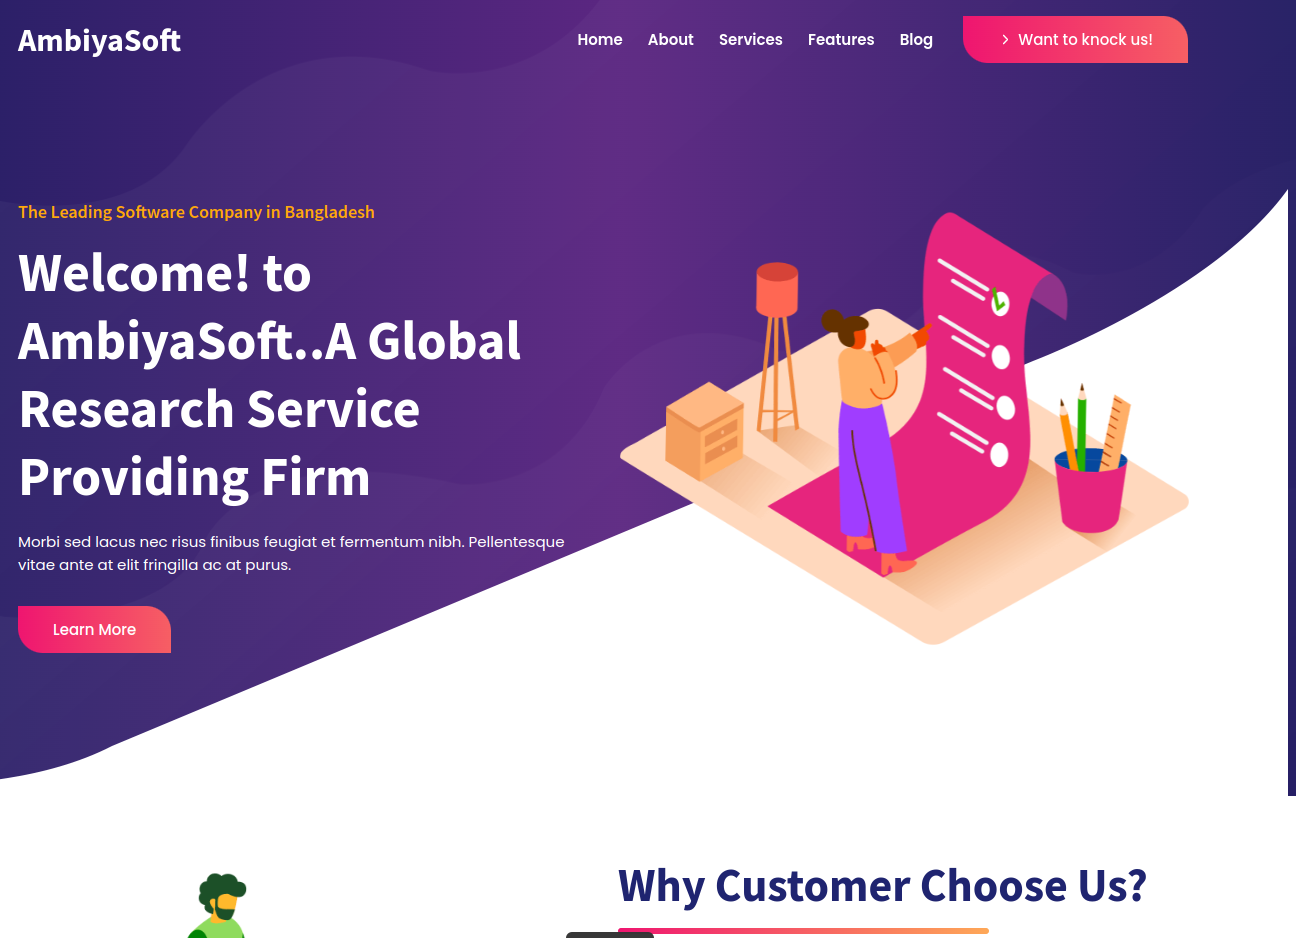 AmbiyaSoft
Home
About
Services
Features
Blog
Want to knock us!
The Leading Software Company in Bangladesh
Welcome! to
AmbiyaSoft..A Global
Research Service
Providing Firm
Morbi sed lacus nec risus finibus feugiat et fermentum nibh. Pellentesque
vitae ante at elit fringilla ac at purus.
Learn More
Why Customer Choose Us?